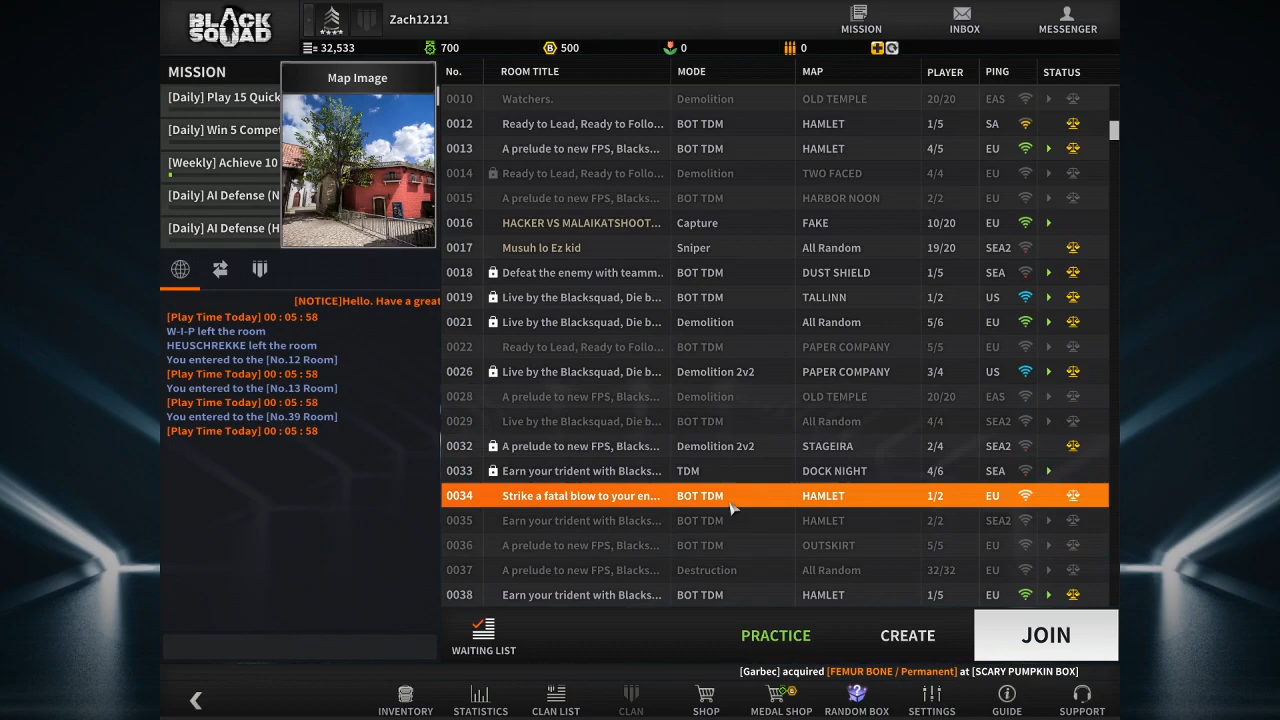 BLACK SQUAD
Zach12121
MISSION
INBOX
MESSENGER
32,533
700
500
0
0
MISSION
[Daily] Play 15 Quick
[Daily] Win 5 Compe
[Weekly] Achieve 10
[Daily] AI Defense (N
[Daily] AI Defense (H
Map Image
No. ROOM TITLE MODE MAP PLAYER PING STATUS
0010 Watchers. Demolition OLD TEMPLE 20/20 EAS
0012 Ready to Lead, Ready to Follo... BOT TDM HAMLET 1/5 SA
0013 A prelude to new FPS, Blacks... BOT TDM HAMLET 4/5 EU
0014 Ready to Lead, Ready to Follo... Demolition TWO FACED 4/4 EU
0015 A prelude to new FPS, Blacks... BOT TDM HARBOR NOON 2/2 EU
0016 HACKER VS MALAIKATSHOOT... Capture FAKE 10/20 EU
0017 Musuh lo Ez kid Sniper All Random 19/20 SEA2
0018 Defeat the enemy with teamm... BOT TDM DUST SHIELD 1/5 SEA
0019 Live by the Blacksquad, Die b... BOT TDM TALLINN 1/2 US
0021 Live by the Blacksquad, Die b... Demolition All Random 5/6 EU
0022 Ready to Lead, Ready to Follo... BOT TDM PAPER COMPANY 5/5 EU
0026 Live by the Blacksquad, Die b... Demolition 2v2 PAPER COMPANY 3/4 US
0028 A prelude to new FPS, Blacks... Demolition OLD TEMPLE 20/20 EAS
0029 Live by the Blacksquad, Die b... Demolition All Random 4/4 SEA2
0032 A prelude to new FPS, Blacks... Demolition 2v2 STAGEIRA 2/4 SEA2
0033 Earn your trident with Blacks... TDM DOCK NIGHT 4/6 SEA
0034 Strike a fatal blow to your en... BOT TDM HAMLET 1/2 EU
0035 Earn your trident with Blacks... BOT TDM HAMLET 2/2 SEA2
0036 A prelude to new FPS, Blacks... BOT TDM OUTSKIRT 5/5 EU
0037 A prelude to new FPS, Blacks... Destruction All Random 32/32 EU
0038 Earn your trident with Blacks... BOT TDM HAMLET 1/5 EU
[NOTICE]Hello. Have a great
[Play Time Today] 00 : 05 : 58
W-I-P left the room
HEUSCHREKKE left the room
You entered to the [No.12 Room]
[Play Time Today] 00 : 05 : 58
You entered to the [No.13 Room]
[Play Time Today] 00 : 05 : 58
You entered to the [No.39 Room]
[Play Time Today] 00 : 05 : 58
WAITING LIST
PRACTICE
CREATE
JOIN
[Garbec] acquired [FEMUR BONE / Permanent] at [SCARY PUMPKIN BOX]
INVENTORY
STATISTICS
CLAN LIST
CLAN
SHOP
MEDAL SHOP
RANDOM BOX
SETTINGS
GUIDE
SUPPORT